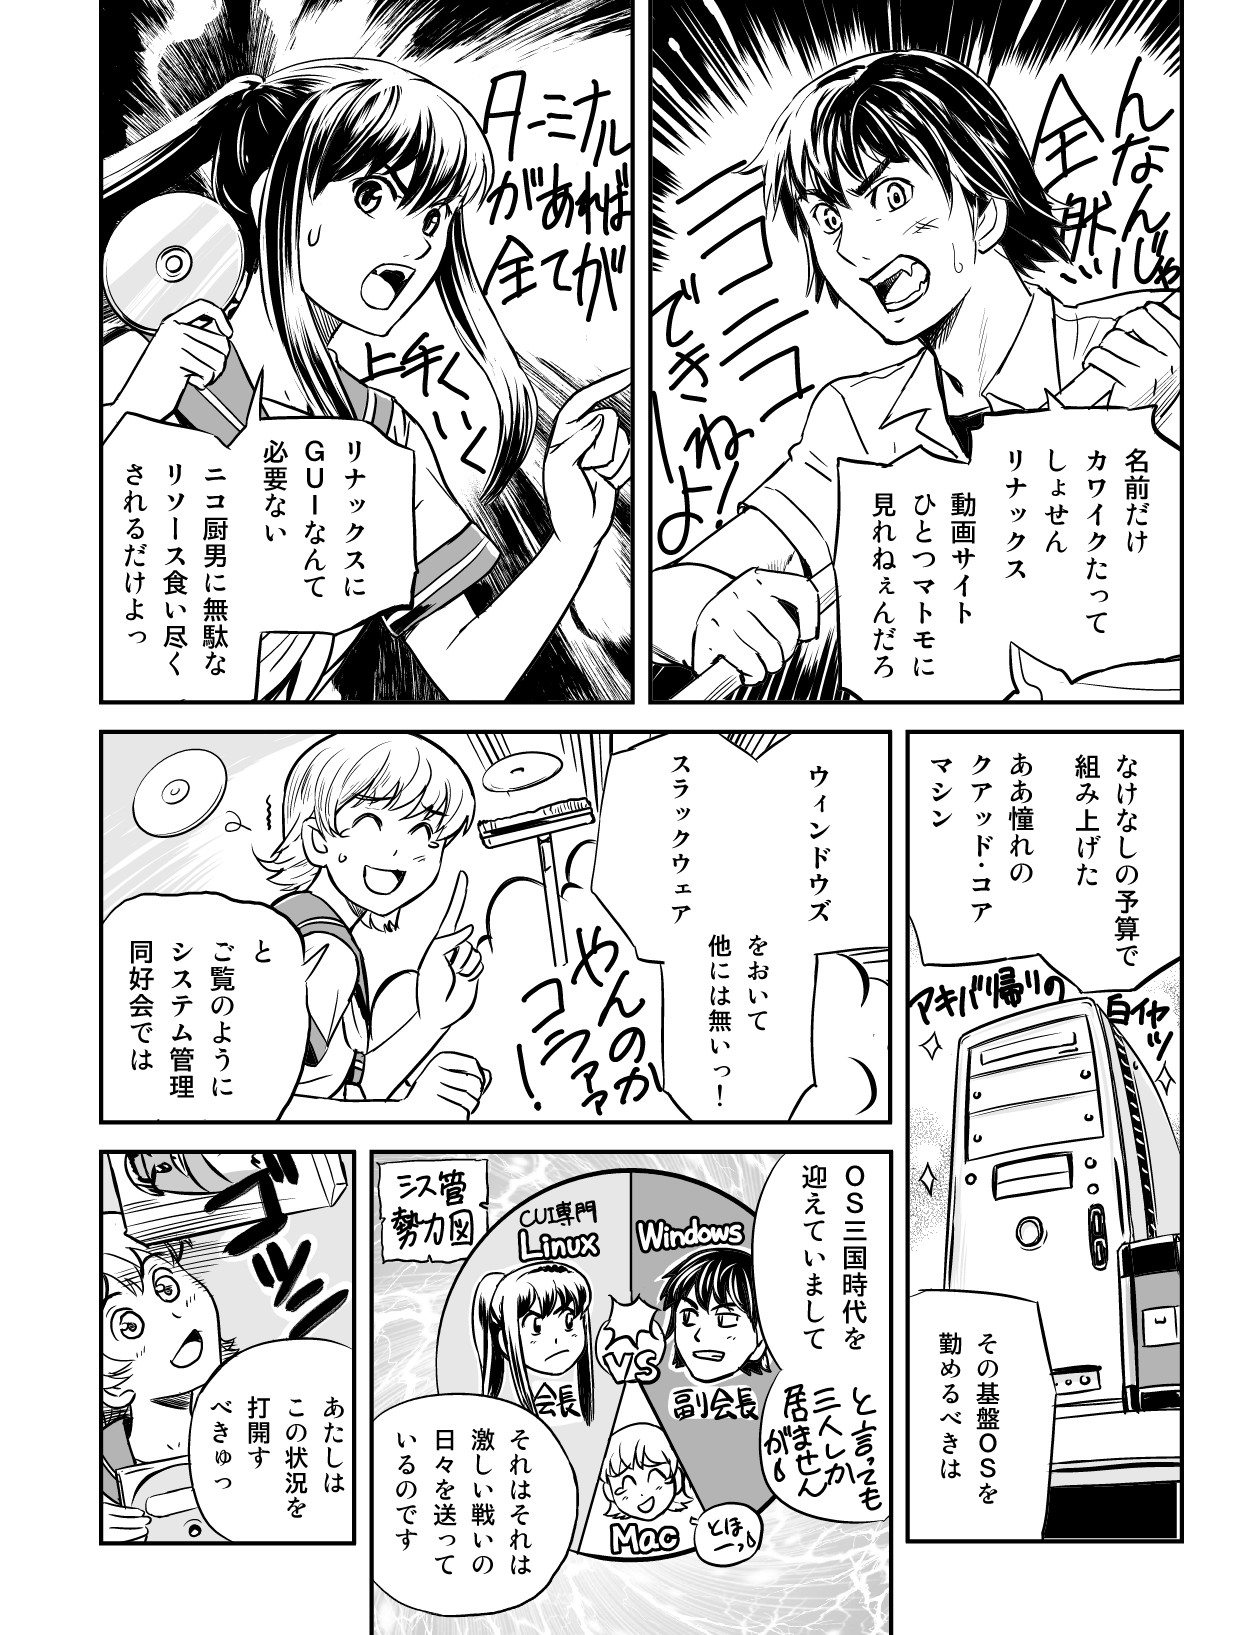 んなんじゃ
全然
ニコニコ
できしねぇ
よ!
名前だけ
カワイクたって
しょせん
リナックス
動画サイト
ひとつマトモに
見れねぇんだろ
ターミナル
があれば
全てが
上手く
いく
リナックスに
GUIなんて
必要ない
ニコ厨男に無駄な
リソース食い尽く
されるだけよっ
なけなしの予算で
組み上げた
ああ憧れの
クアッド・コア
マシン
アキバ帰りの
白イヤツ
その基盤OSを
勤めるべきは
ウィンドウズ
スラックウェア
をおいて
他には無いっ!
やんのか
コラァァァ
!
と
ご覧のように
システム管理
同好会では
OS三国時代を
迎えていまして
と言っても
三人しか
居ません
が
シス管
勢力図
CUI専門
Linux
Windows
VS
会長
副会長
Mac
とほ
ーっ
それはそれは
激しい戦いの
日々を送って
いるのです
ズズズ
あたしは
この状況を
打開す
べきゅっ